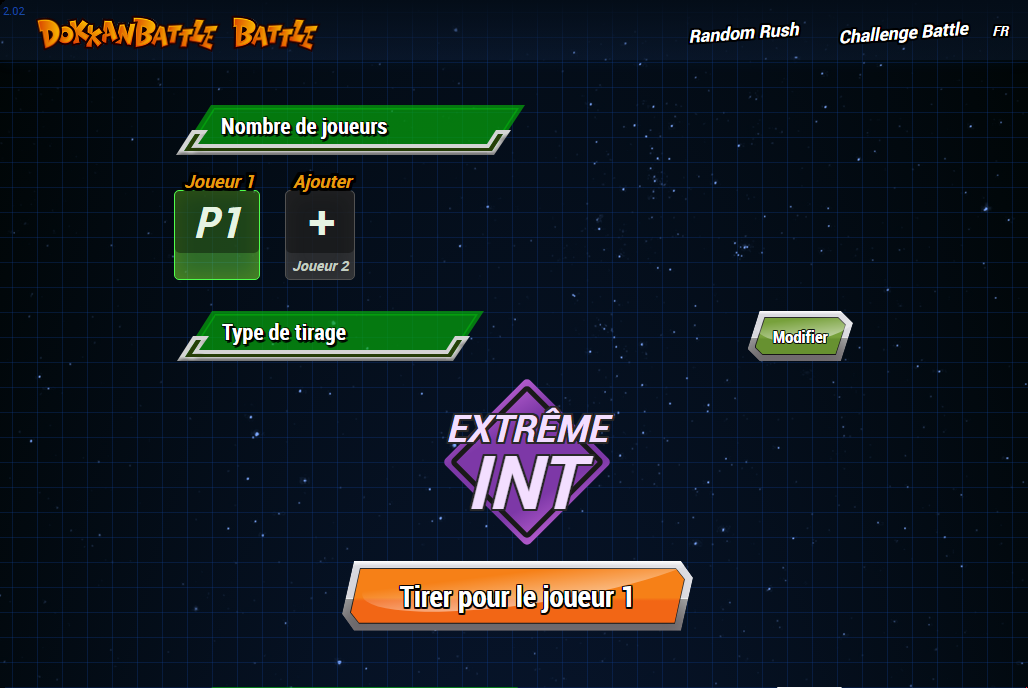 2.02
DOKKANBATTLE BATTLE
Random Rush
Challenge Battle
FR
Nombre de joueurs
Joueur 1
Ajouter
P1
+
Joueur 2
Type de tirage
Modifier
EXTRÊME
INT
Tirer pour le joueur 1